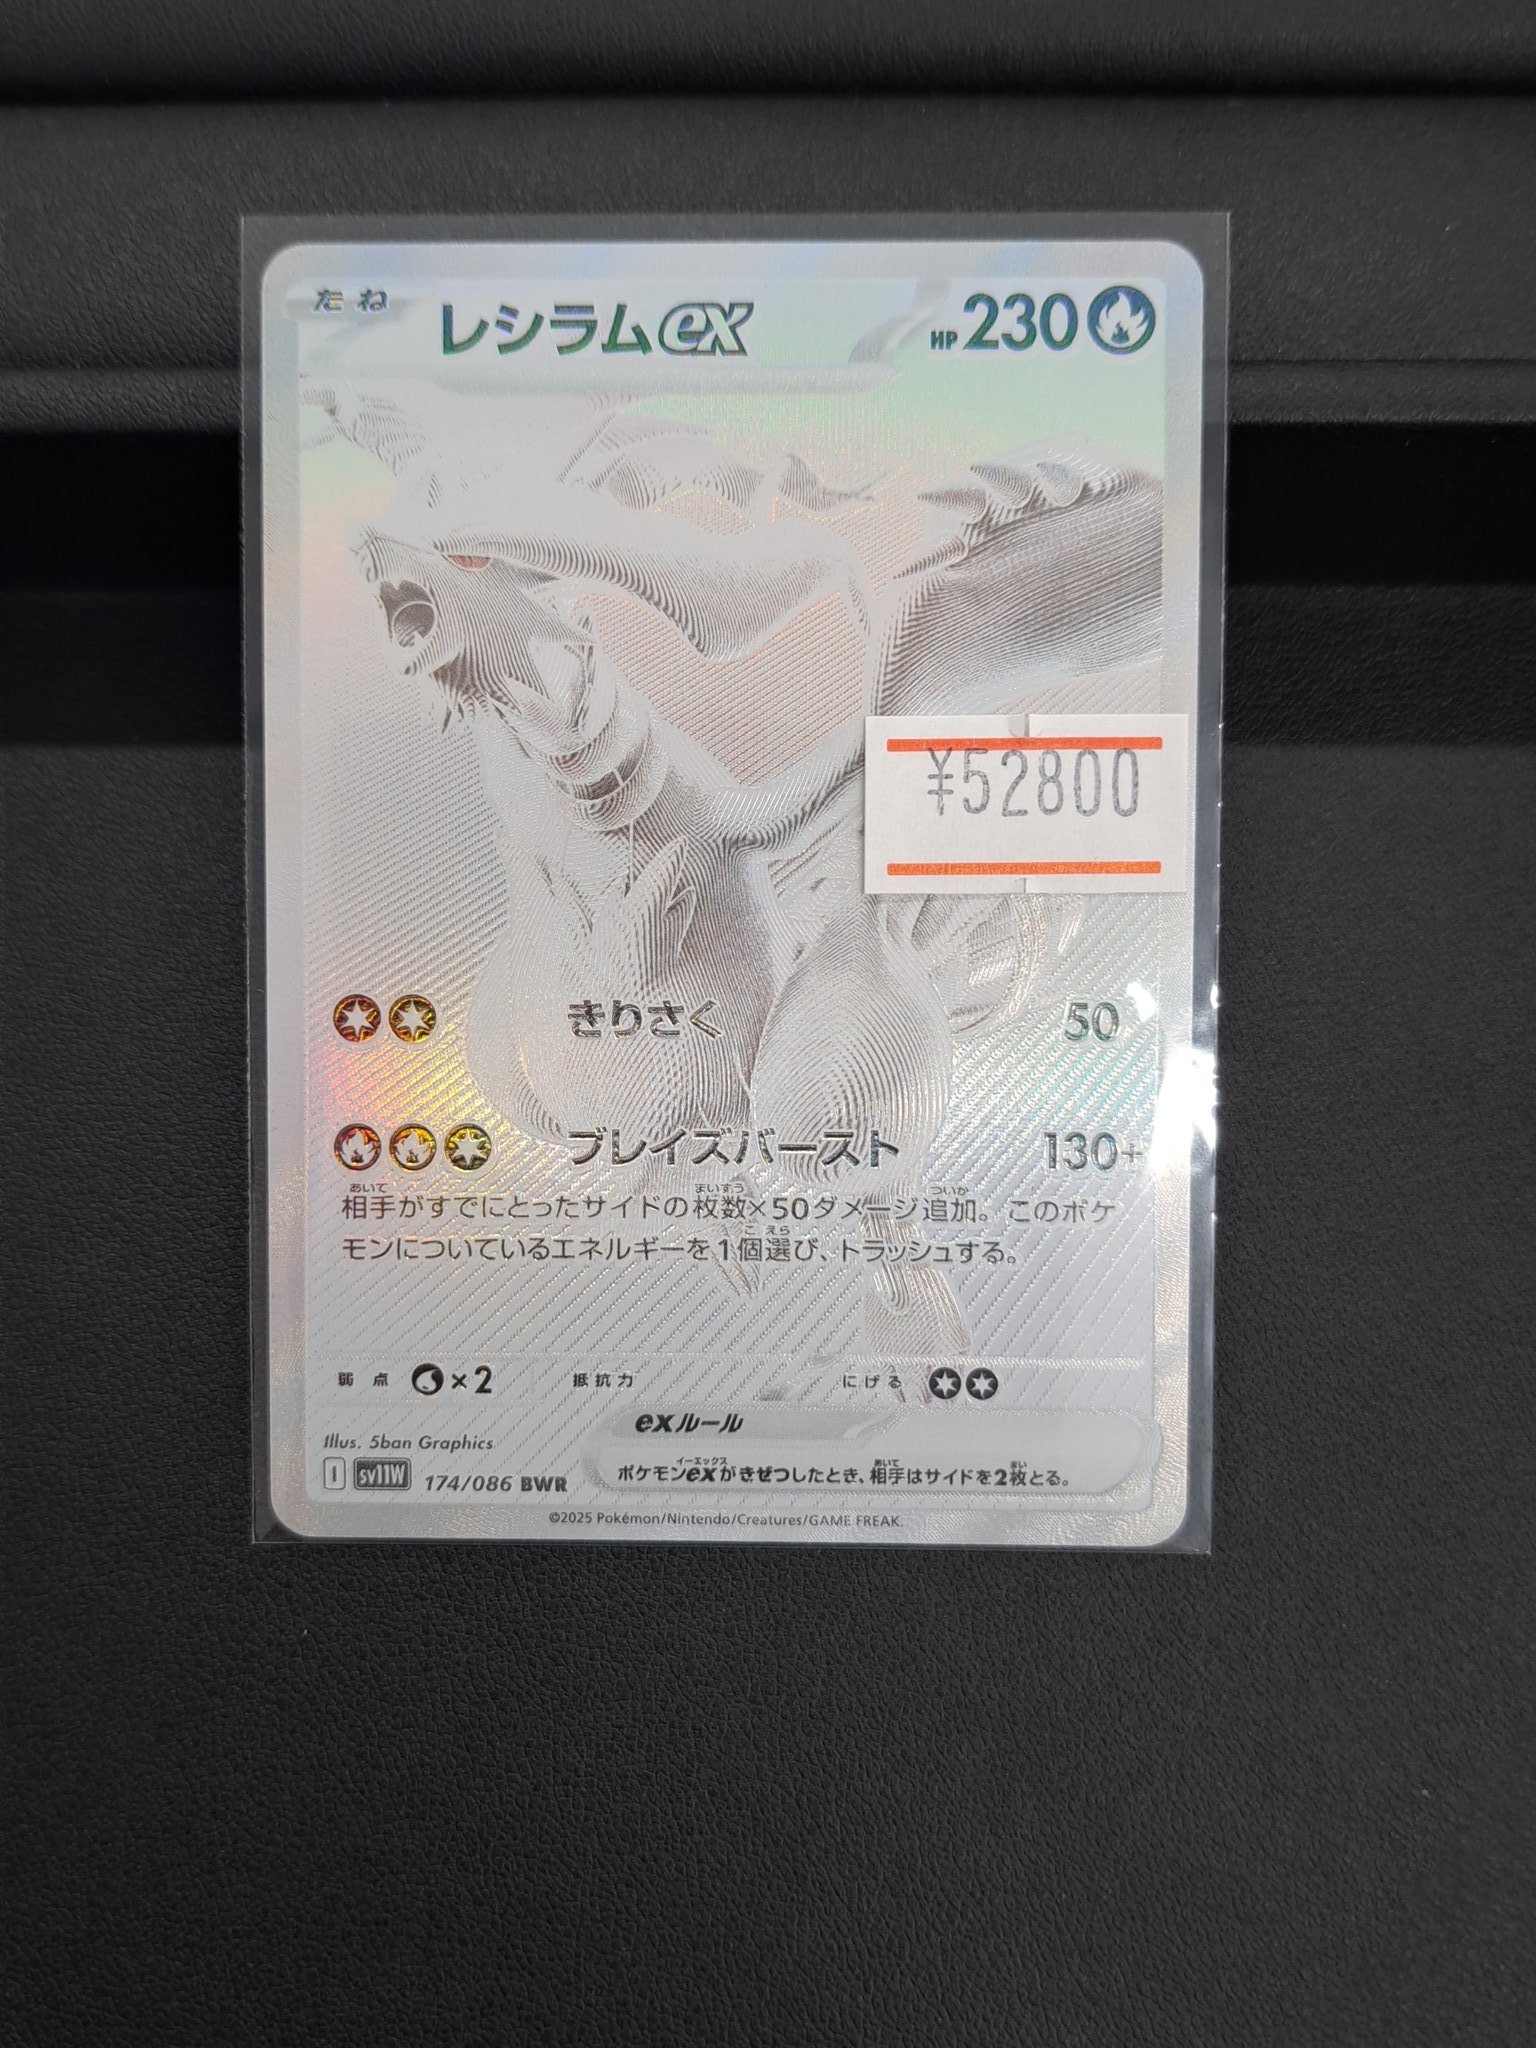 たね
レシラムex
HP230
¥52800
きりさく 50
ブレイズバースト 130+
相手がすでにとったサイドの枚数×50ダメージ追加。このポケ
モンについているエネルギーを1個選び、トラッシュする。
弱点 ×2 抵抗力 にげる
exルール
ポケモンexがきぜつしたとき、相手はサイドを2枚とる。
Illus. 5ban Graphics
I sv11W 174/086 BWR
©2025 Pokémon/Nintendo/Creatures/GAME FREAK.